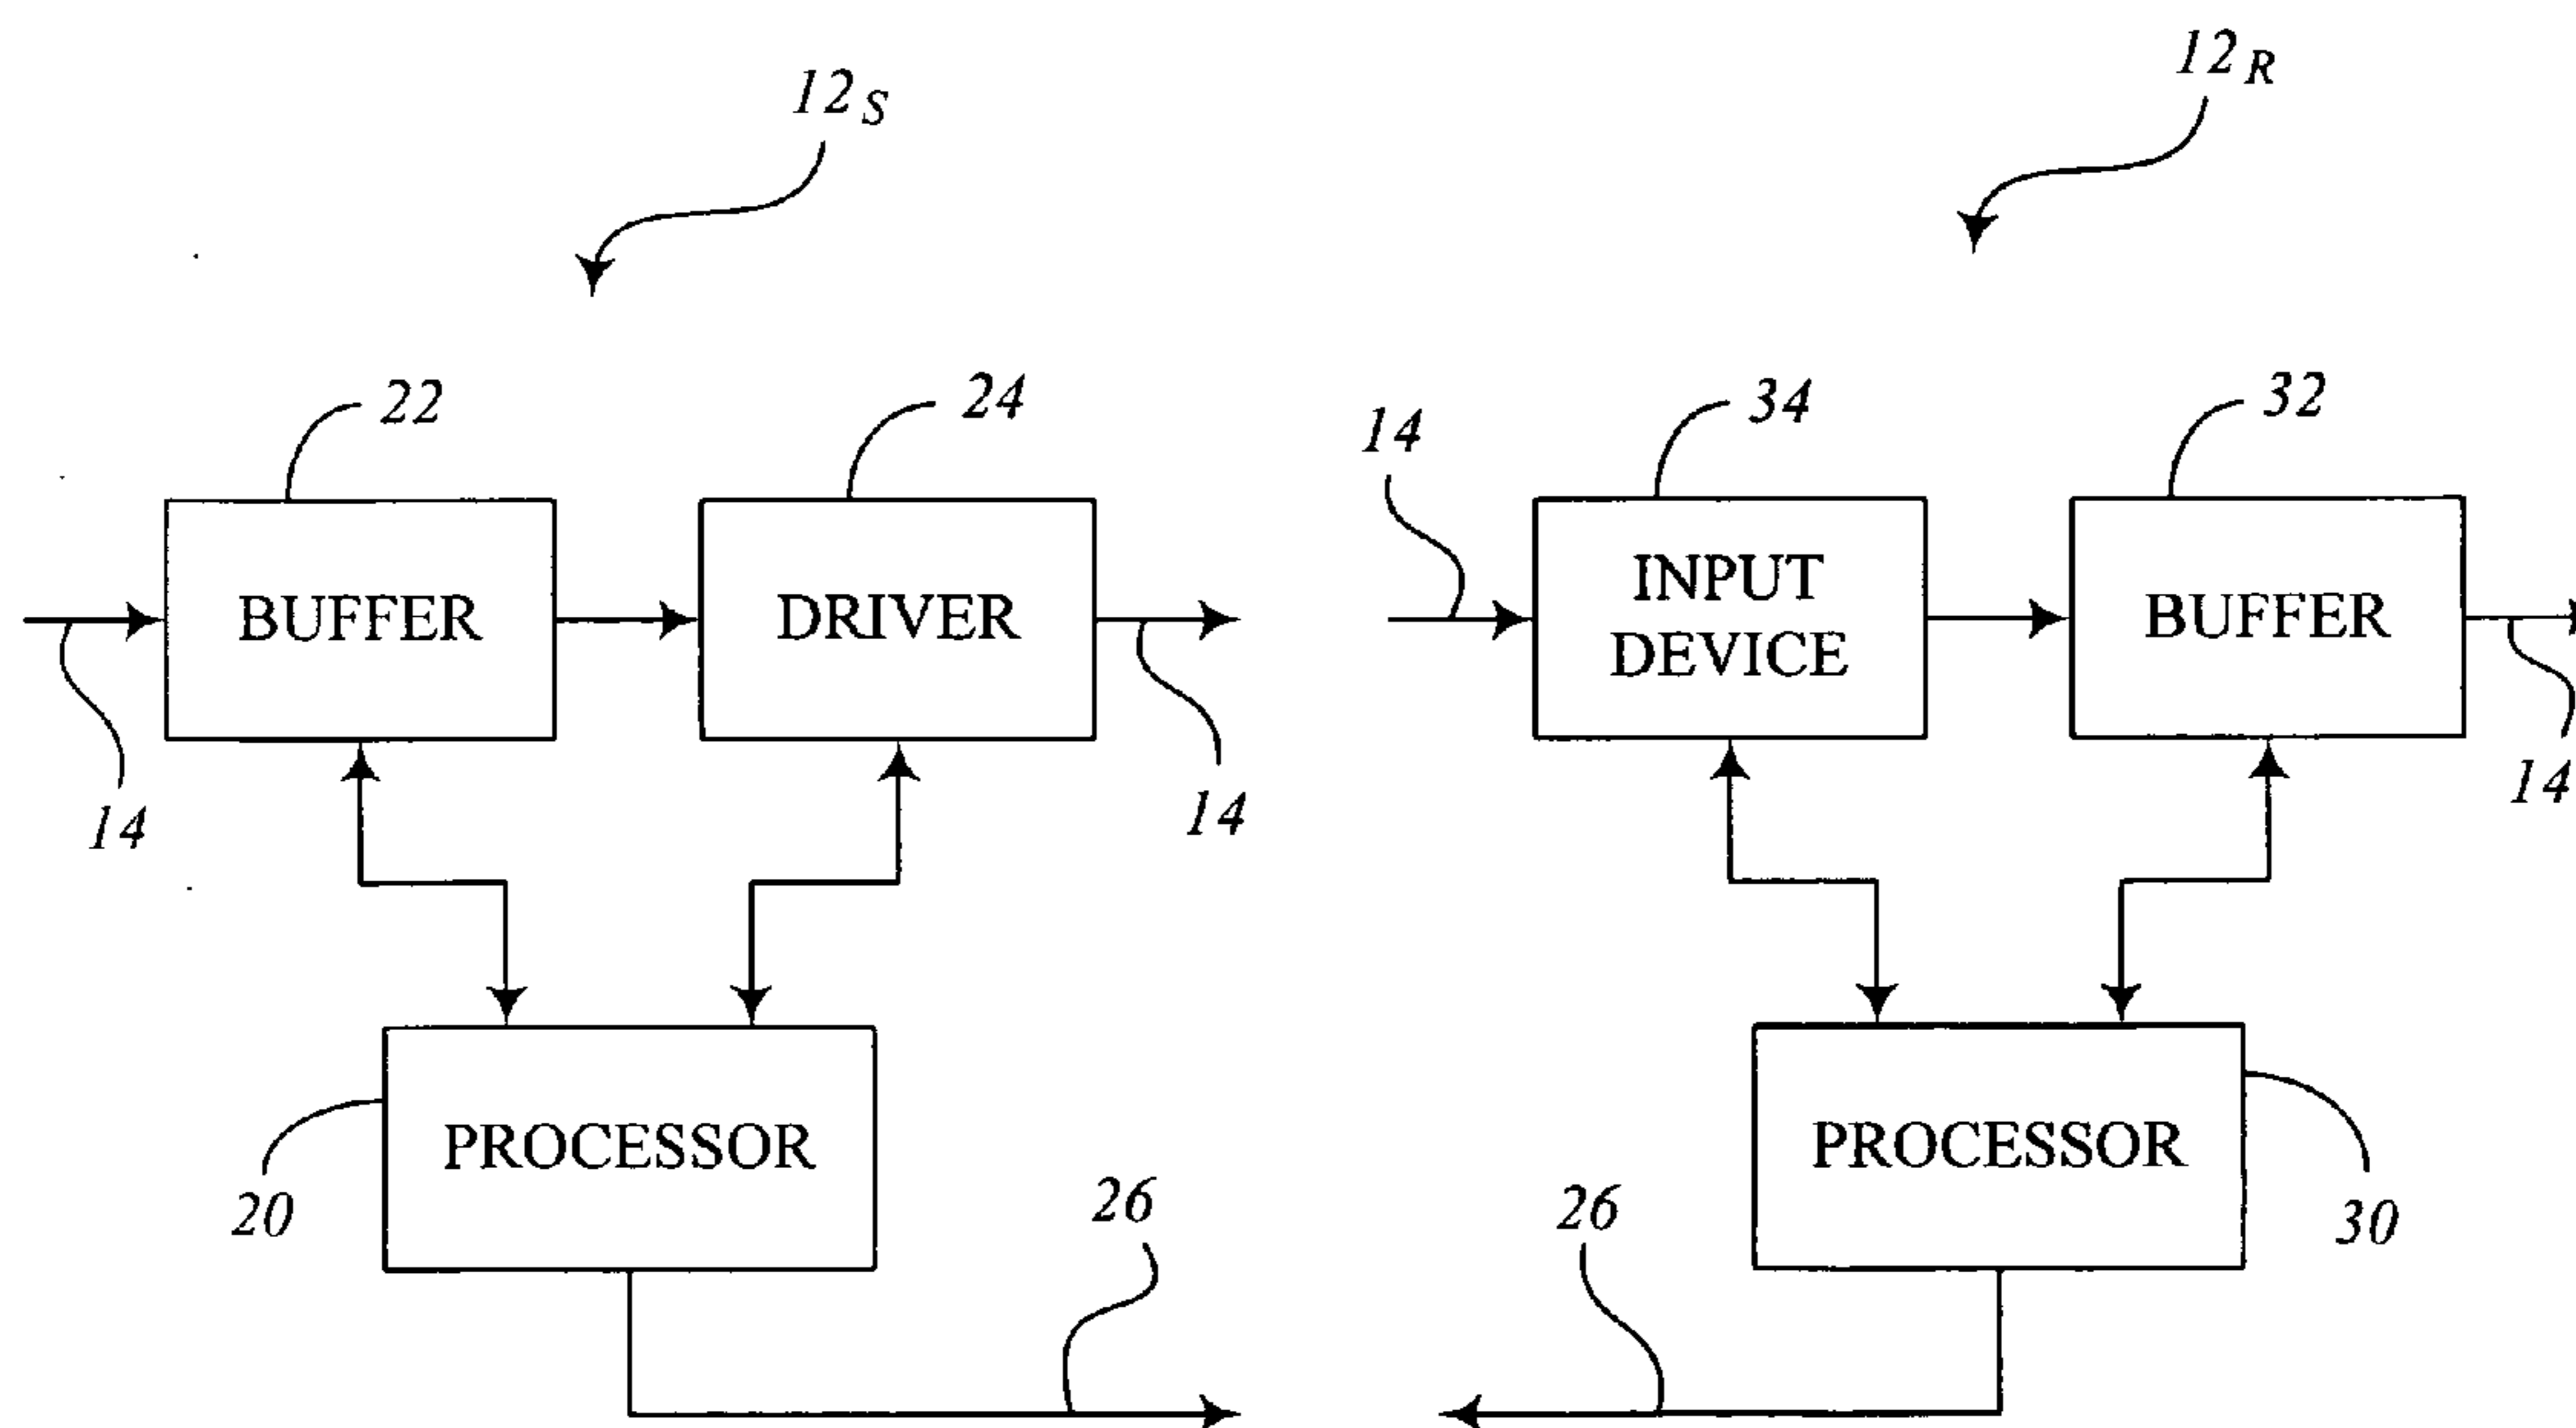 12S
12R
22
24
14
34
32
BUFFER
DRIVER
INPUT
DEVICE
BUFFER
14
14
14
PROCESSOR
PROCESSOR
20
26
26
30